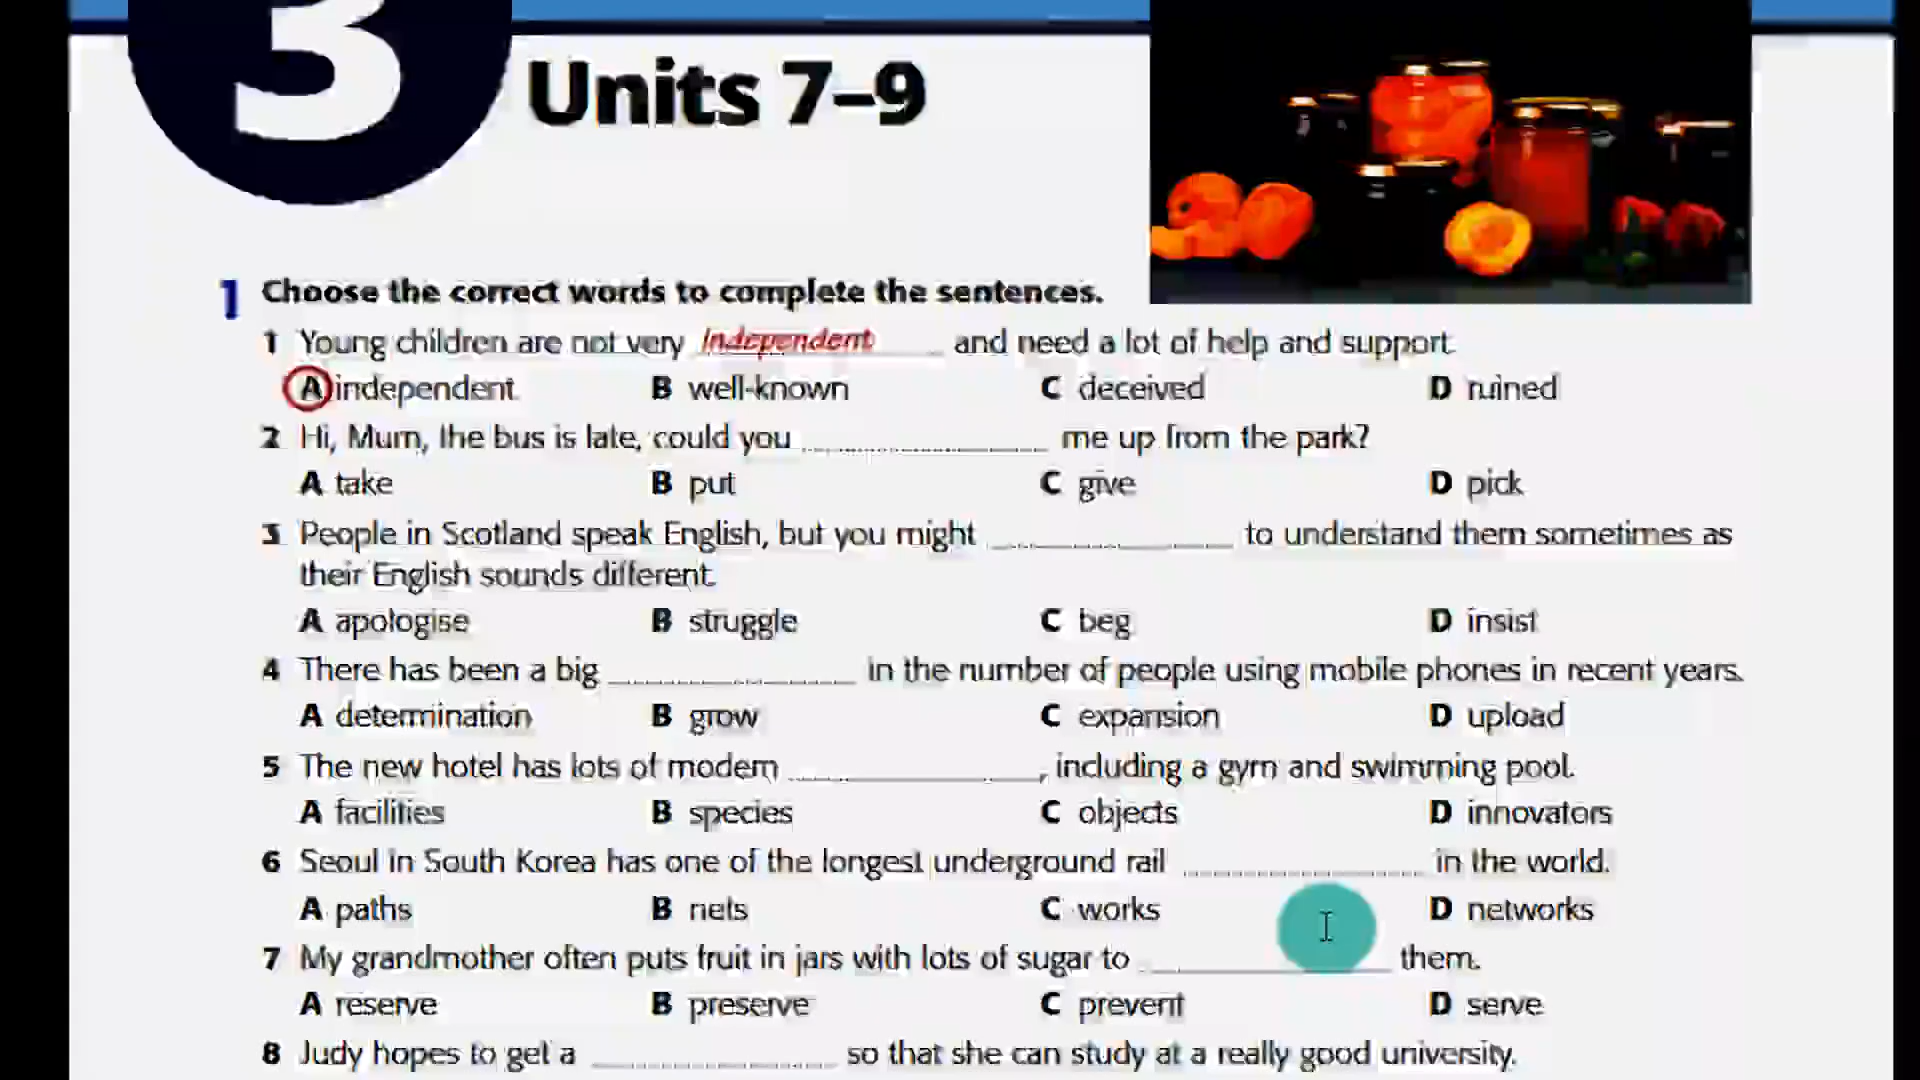 3
Units 7–9
1 Choose the correct words to complete the sentences.
1 Young children are not very independent and need a lot of help and support.
A independent B well-known C deceived D ruined
2 Hi, Mum, the bus is late, could you ____________ me up from the park?
A take B put C give D pick
3 People in Scotland speak English, but you might ____________ to understand them sometimes as
their English sounds different.
A apologise B struggle C beg D insist
4 There has been a big ____________ in the number of people using mobile phones in recent years.
A determination B grow C expansion D upload
5 The new hotel has lots of modern ____________, including a gym and swimming pool.
A facilities B species C objects D innovators
6 Seoul in South Korea has one of the longest underground rail ____________ in the world.
A paths B nets C works D networks
7 My grandmother often puts fruit in jars with lots of sugar to ____________ them.
A reserve B preserve C prevent D serve
8 Judy hopes to get a ____________ so that she can study at a really good university.